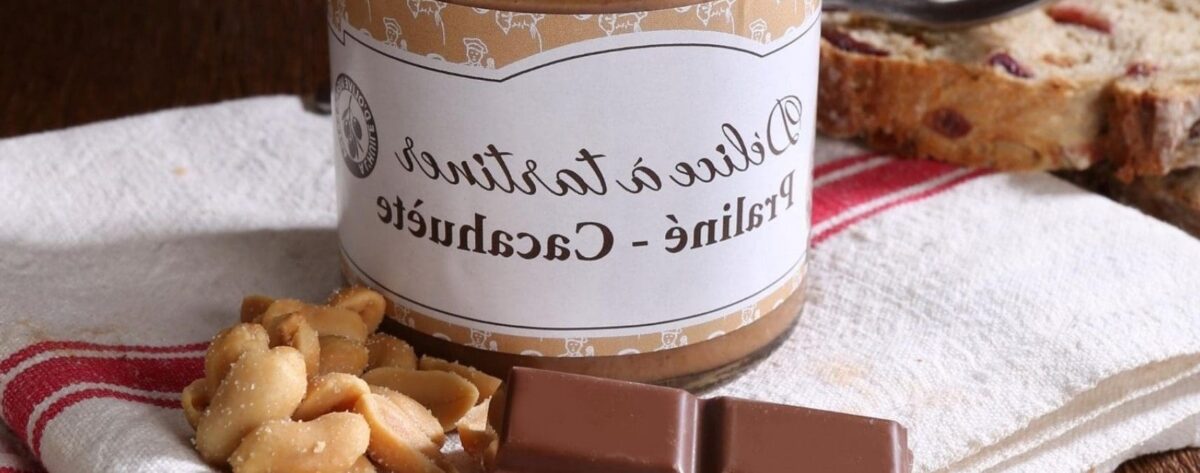 Délice à tartiner
Praliné - Cacahuète